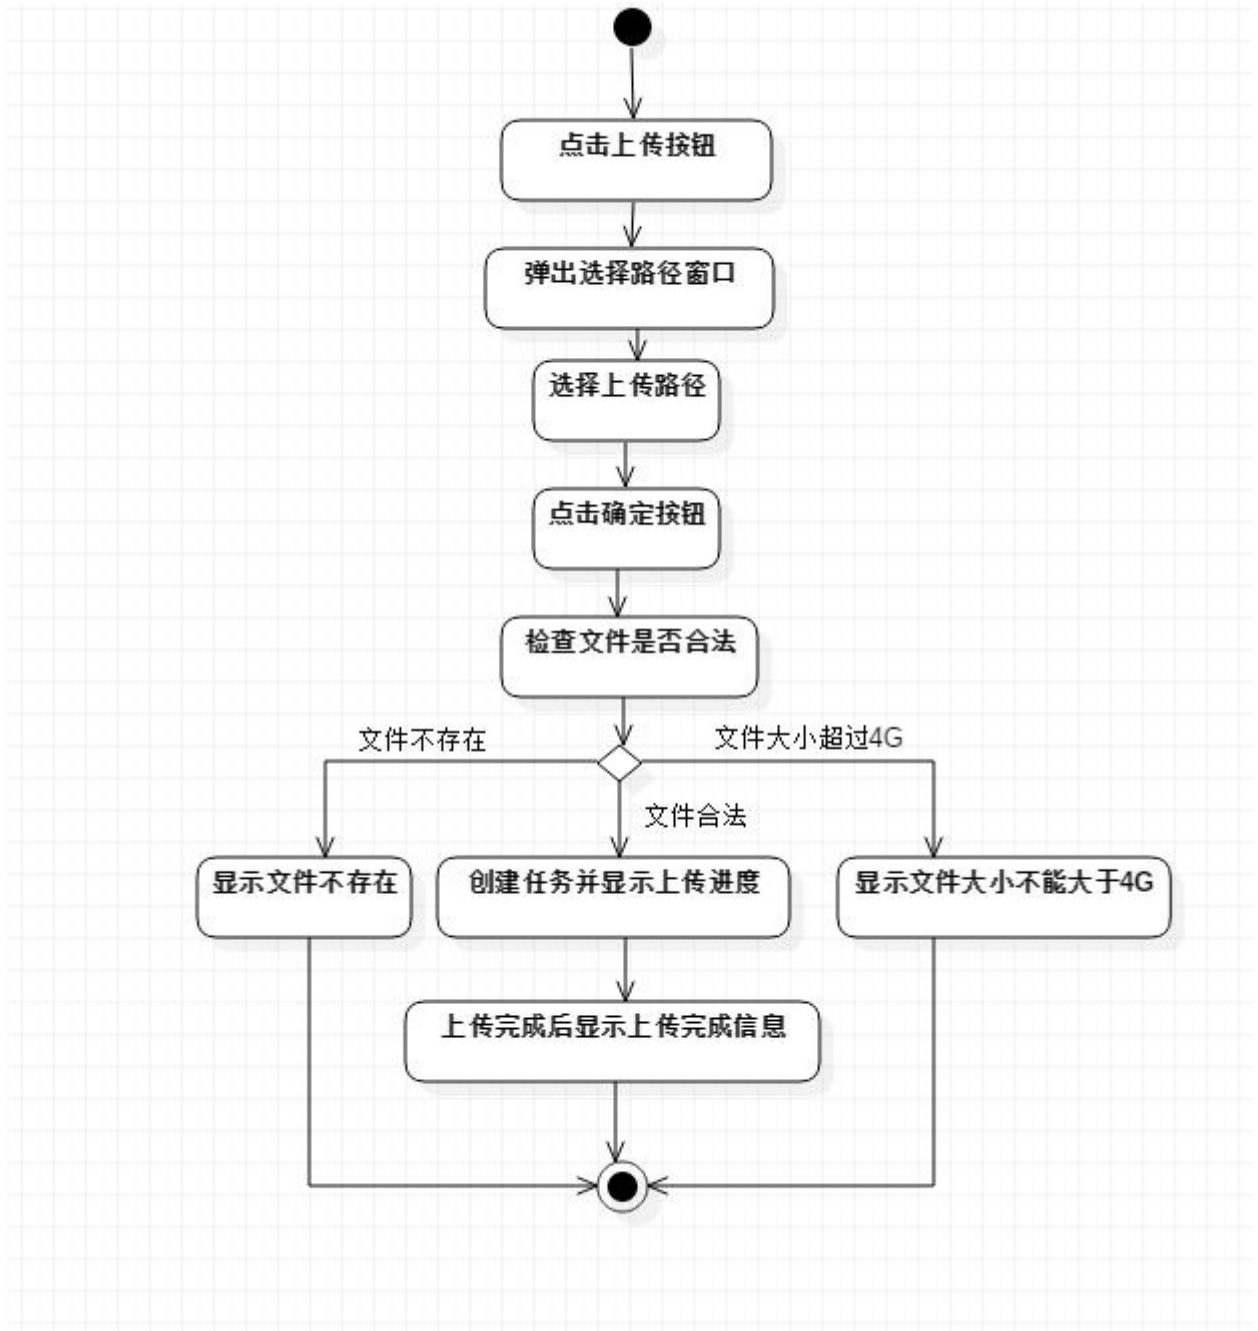 点击上传按钮
弹出选择路径窗口
选择上传路径
点击确定按钮
检查文件是否合法
文件不存在
文件大小超过4G
文件合法
显示文件不存在
创建任务并显示上传进度
显示文件大小不能大于4G
上传完成后显示上传完成信息